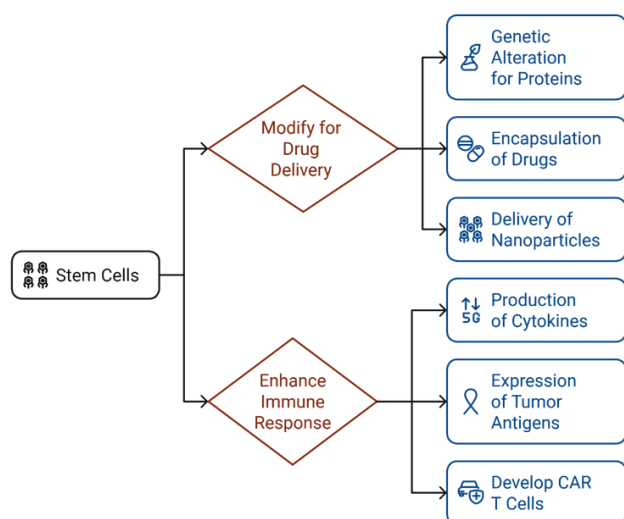 Genetic
Alteration
for Proteins
Modify for
Drug
Delivery
Encapsulation
of Drugs
Delivery of
Nanoparticles
Stem Cells
Production
of Cytokines
5G
Enhance
Immune
Response
Expression
of Tumor
Antigens
Develop CAR
T Cells